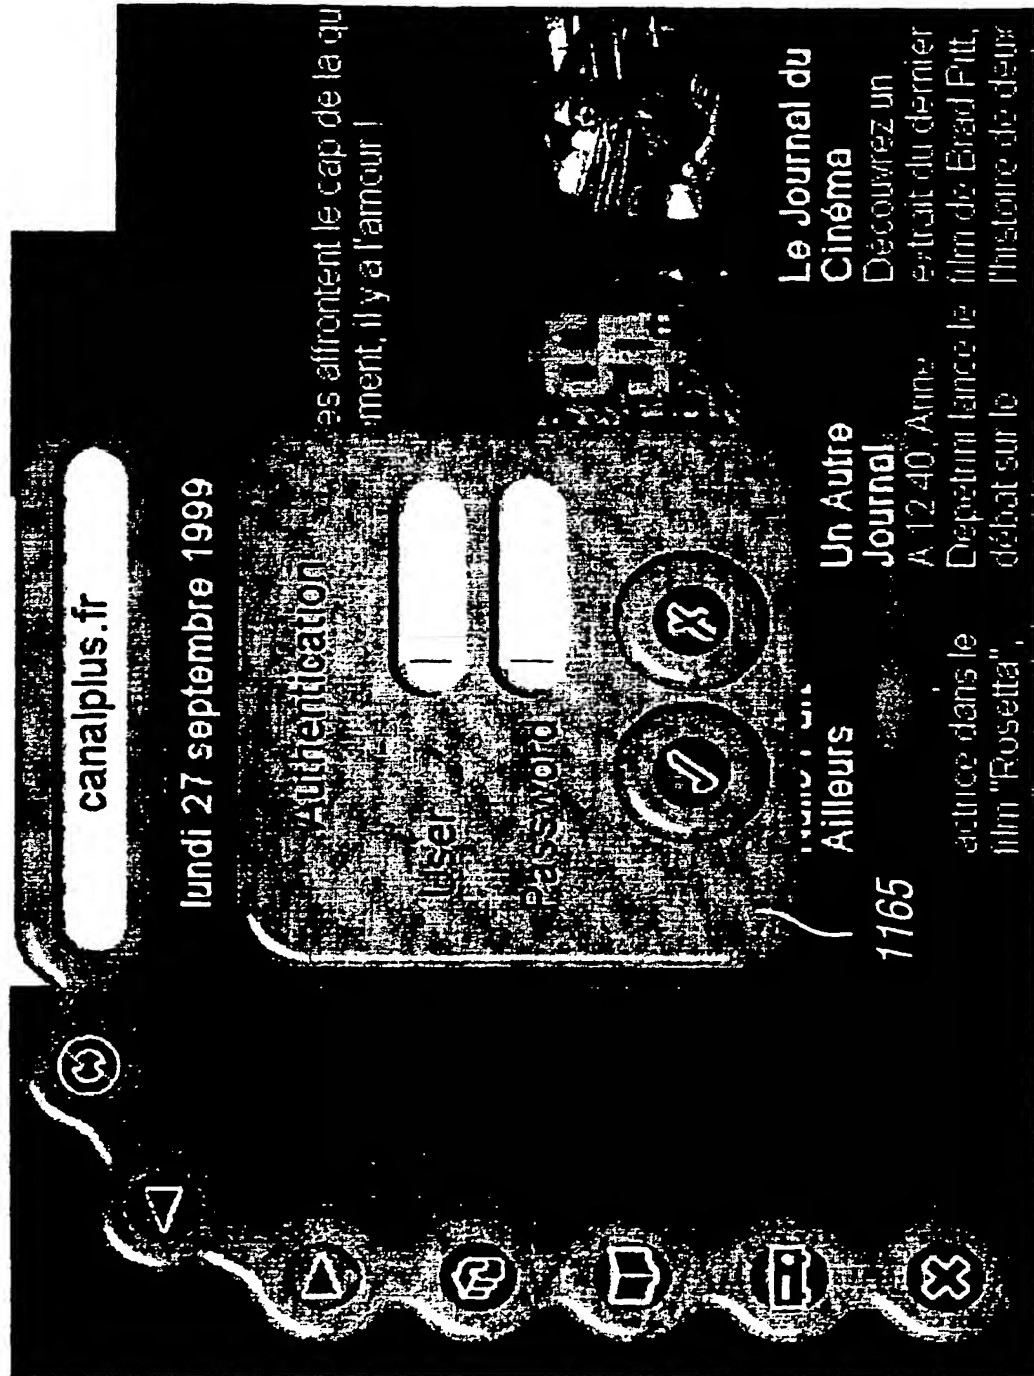 canalplus.fr
lundi 27 septembre 1999
es affrontent le cap de la qu
ment, il y a l'amour !
Authentication
User
Password
1165
Ailleurs
actrice dans le
film "Rosetta",
Un Autre
Journal
A 12.40, Anne
Depetrini lance le
débat sur le
Le Journal du
Cinéma
Découvrez un
extrait du dernier
film de Brad Pitt,
l'histoire de deux